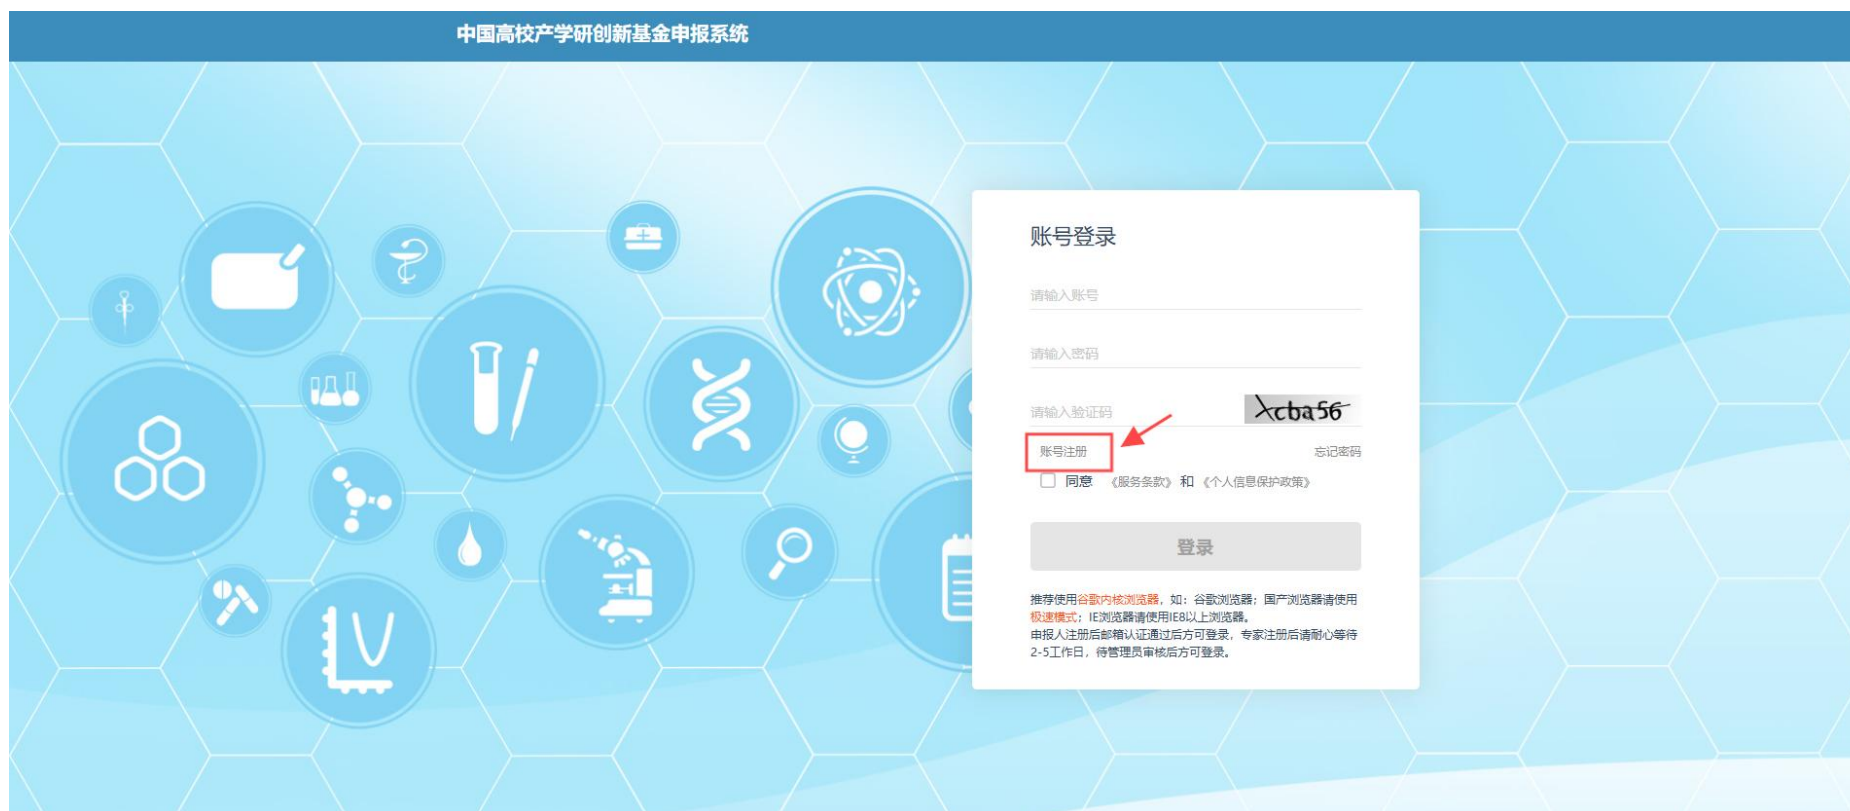 中国高校产学研创新基金申报系统
账号登录
请输入账号
请输入密码
请输入验证码
cba56
账号注册 忘记密码
同意 《服务条款》 和 《个人信息保护政策》
登录
推荐使用谷歌内核浏览器，如：谷歌浏览器；国产浏览器请使用
极速模式；IE浏览器请使用IE8以上浏览器。
申报人注册后邮箱认证通过后方可登录，专家注册后请耐心等待
2-5工作日，待管理员审核后方可登录。